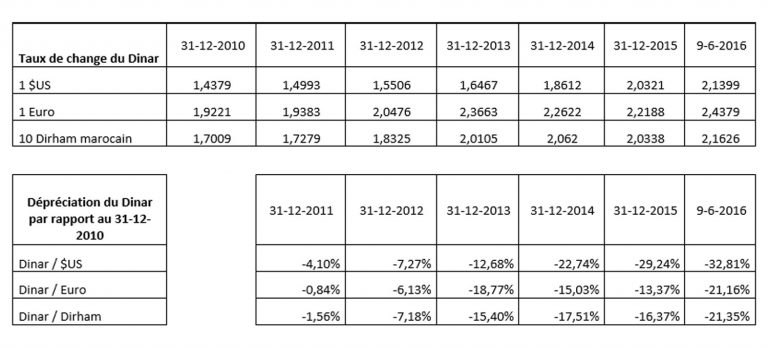 Taux de change du Dinar 31-12-2010 31-12-2011 31-12-2012 31-12-2013 31-12-2014 31-12-2015 9-6-2016
1 $US 1,4379 1,4993 1,5506 1,6467 1,8612 2,0321 2,1399
1 Euro 1,9221 1,9383 2,0476 2,3663 2,2622 2,2188 2,4379
10 Dirham marocain 1,7009 1,7279 1,8325 2,0105 2,062 2,0338 2,1626
Dépréciation du Dinar
par rapport au 31-12- 31-12-2011 31-12-2012 31-12-2013 31-12-2014 31-12-2015 9-6-2016
2010
Dinar / $US -4,10% -7,27% -12,68% -22,74% -29,24% -32,81%
Dinar / Euro -0,84% -6,13% -18,77% -15,03% -13,37% -21,16%
Dinar / Dirham -1,56% -7,18% -15,40% -17,51% -16,37% -21,35%